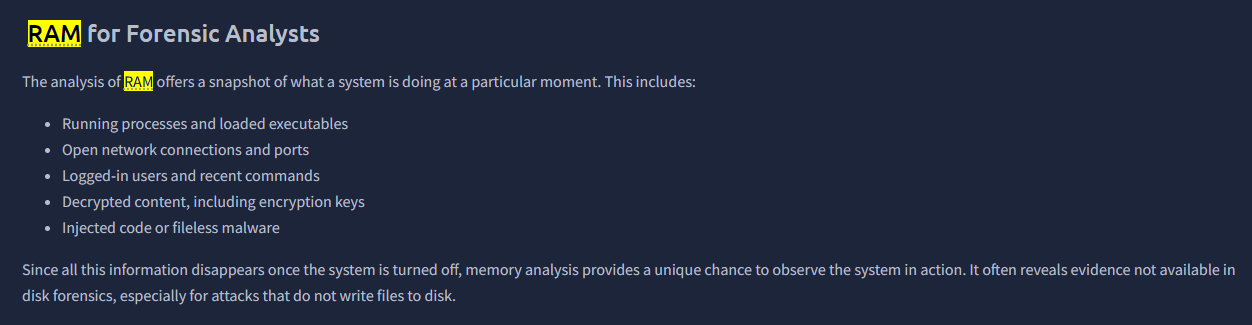 RAM for Forensic Analysts
The analysis of RAM offers a snapshot of what a system is doing at a particular moment. This includes:
• Running processes and loaded executables
• Open network connections and ports
• Logged-in users and recent commands
• Decrypted content, including encryption keys
• Injected code or fileless malware
Since all this information disappears once the system is turned off, memory analysis provides a unique chance to observe the system in action. It often reveals evidence not available in
disk forensics, especially for attacks that do not write files to disk.